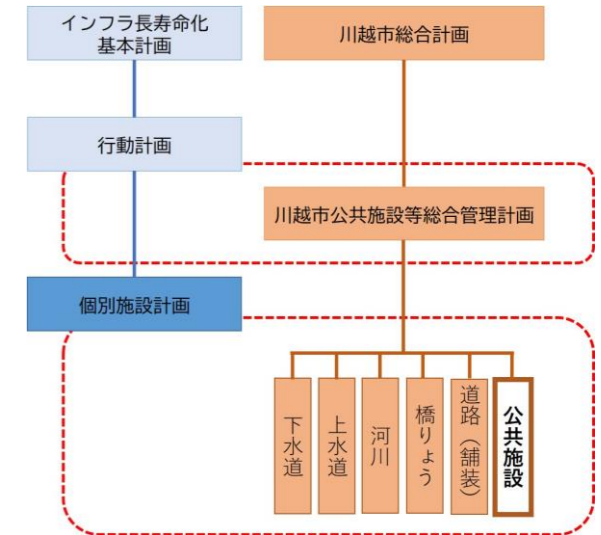 インフラ長寿命化
基本計画
川越市総合計画
行動計画
川越市公共施設等総合管理計画
個別施設計画
下水道
上水道
河川
橋りょう
道路（舗装）
公共施設